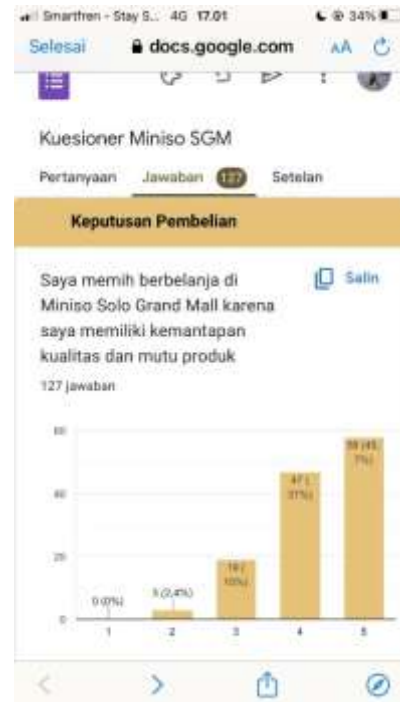 Smartfren - Stay S... 4G 17.01 34%
Selesai docs.google.com AA
Kuesioner Miniso SGM
Pertanyaan Jawaban 127 Setelan
Keputusan Pembelian
Saya memih berbelanja di Salin
Miniso Solo Grand Mall karena
saya memiliki kemantapan
kualitas dan mutu produk
127 jawaban
60
40
20
0
0 (0%)
3 (2,4%)
47 (
37%)
1 2 3 4 5